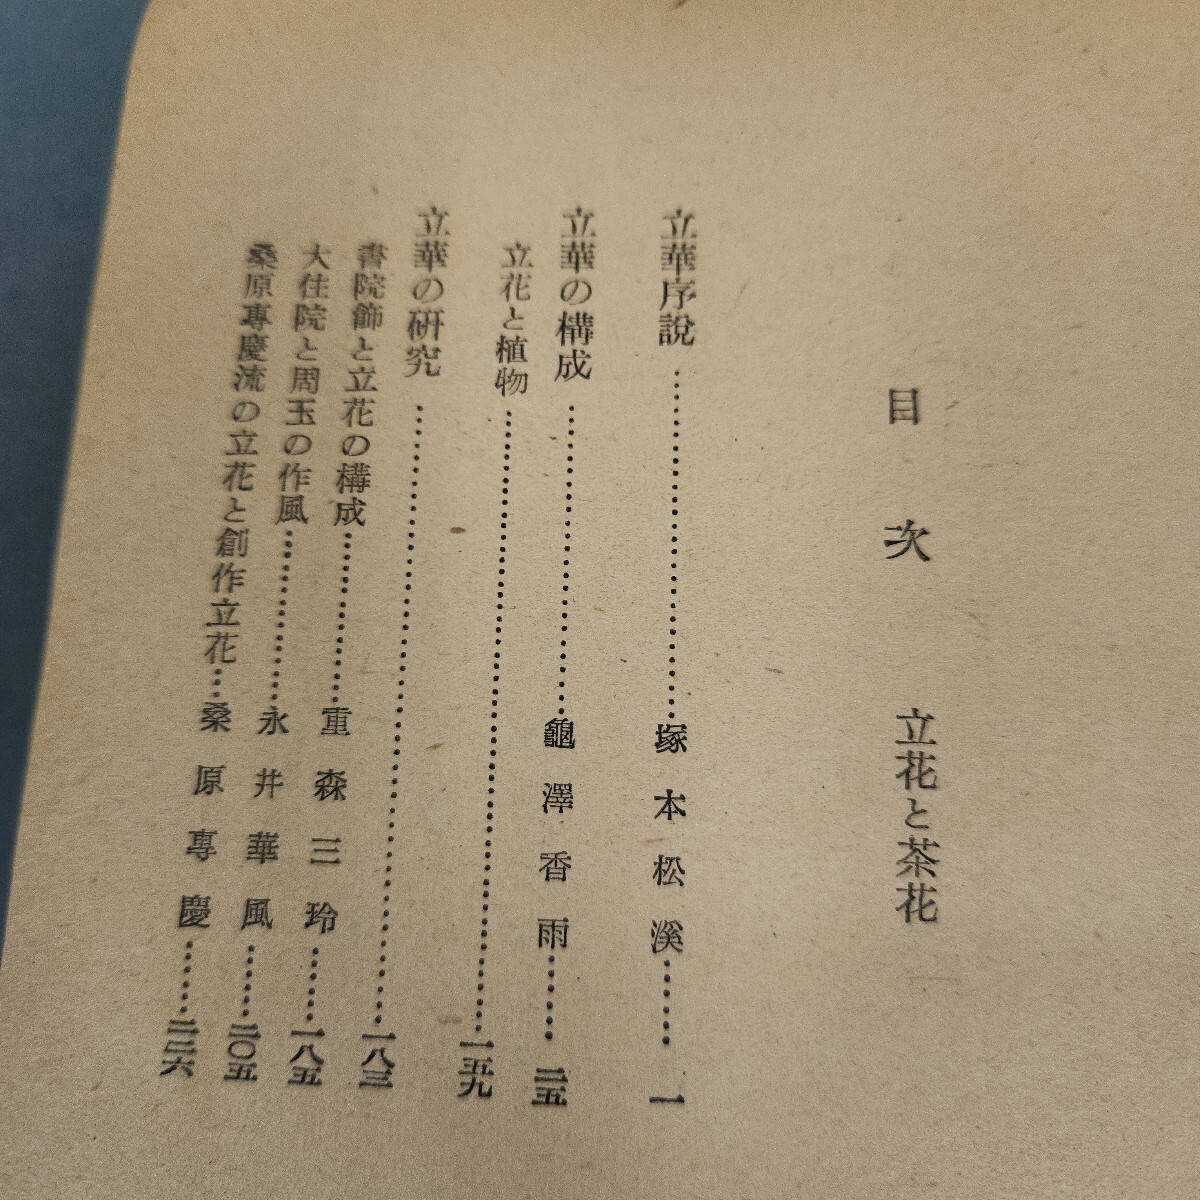 目次 立花と茶花
立華序説……………塚本松溪……一
立華の構成……………龜澤香雨……二五
立花と植物……………一五九
立華の研究……………一八三
書院飾と立花の構成……………重森三玲……一八五
大住院と周玉の作風……………永井華風……二〇五
桑原專慶流の立花と創作立花……桑原專慶……二二六